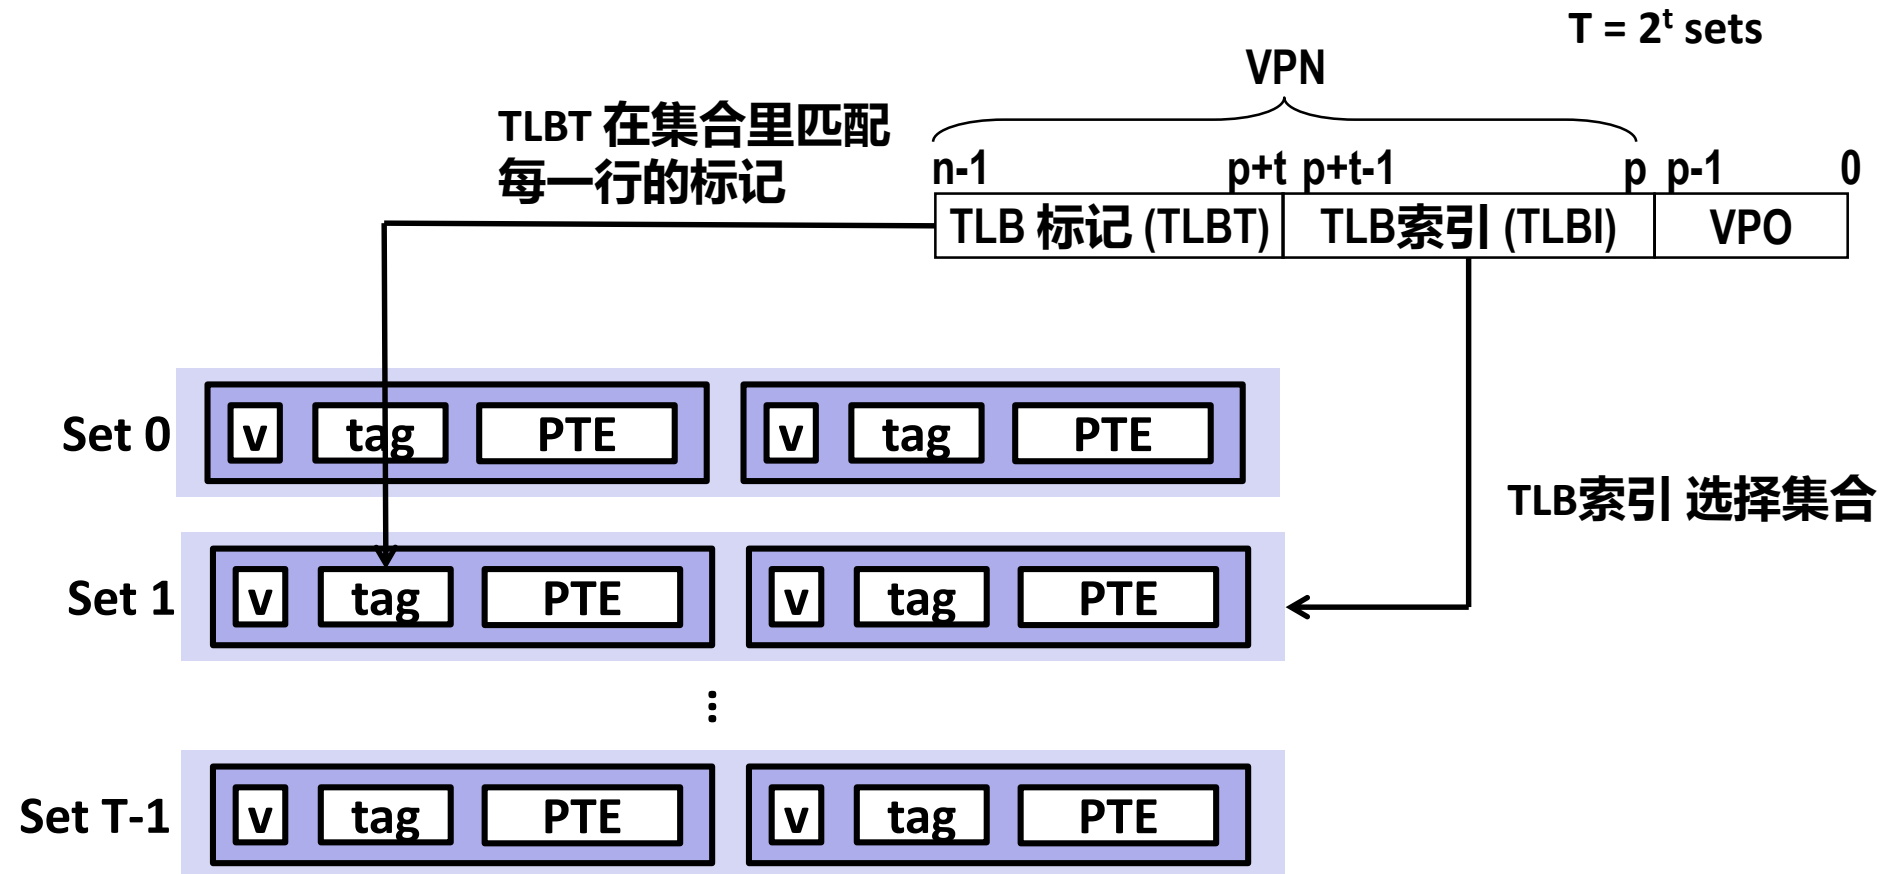 T = 2^t sets
VPN
TLBT 在集合里匹配
每一行的标记
n-1 p+t p+t-1 p p-1 0
TLB 标记 (TLBT) TLB索引 (TLBI) VPO
Set 0 v tag PTE v tag PTE
TLB索引 选择集合
Set 1 v tag PTE v tag PTE
...
Set T-1 v tag PTE v tag PTE